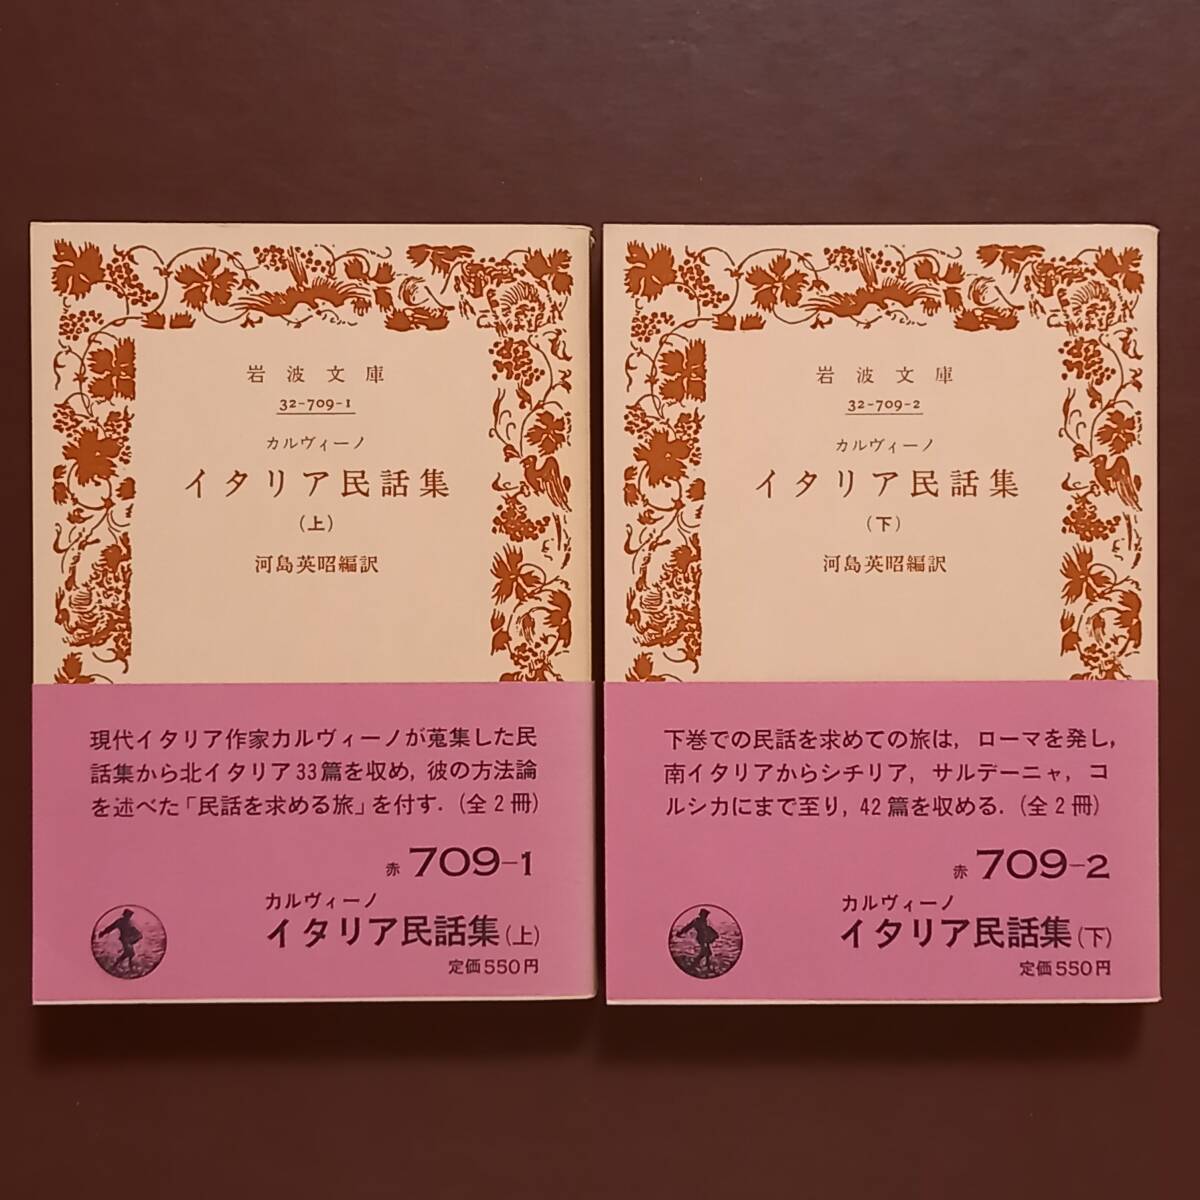 岩波文庫
32-709-1
カルヴィーノ
イタリア民話集
(上)
河島英昭編訳
現代イタリア作家カルヴィーノが蒐集した民
話集から北イタリア33篇を収め，彼の方法論
を述べた「民話を求める旅」を付す．(全2冊)
赤 709-1
カルヴィーノ
イタリア民話集(上)
定価550円
岩波文庫
32-709-2
カルヴィーノ
イタリア民話集
(下)
河島英昭編訳
下巻での民話を求めての旅は，ローマを発し，
南イタリアからシチリア，サルデーニャ，コ
ルシカにまで至り，42篇を収める．(全2冊)
赤 709-2
カルヴィーノ
イタリア民話集(下)
定価550円